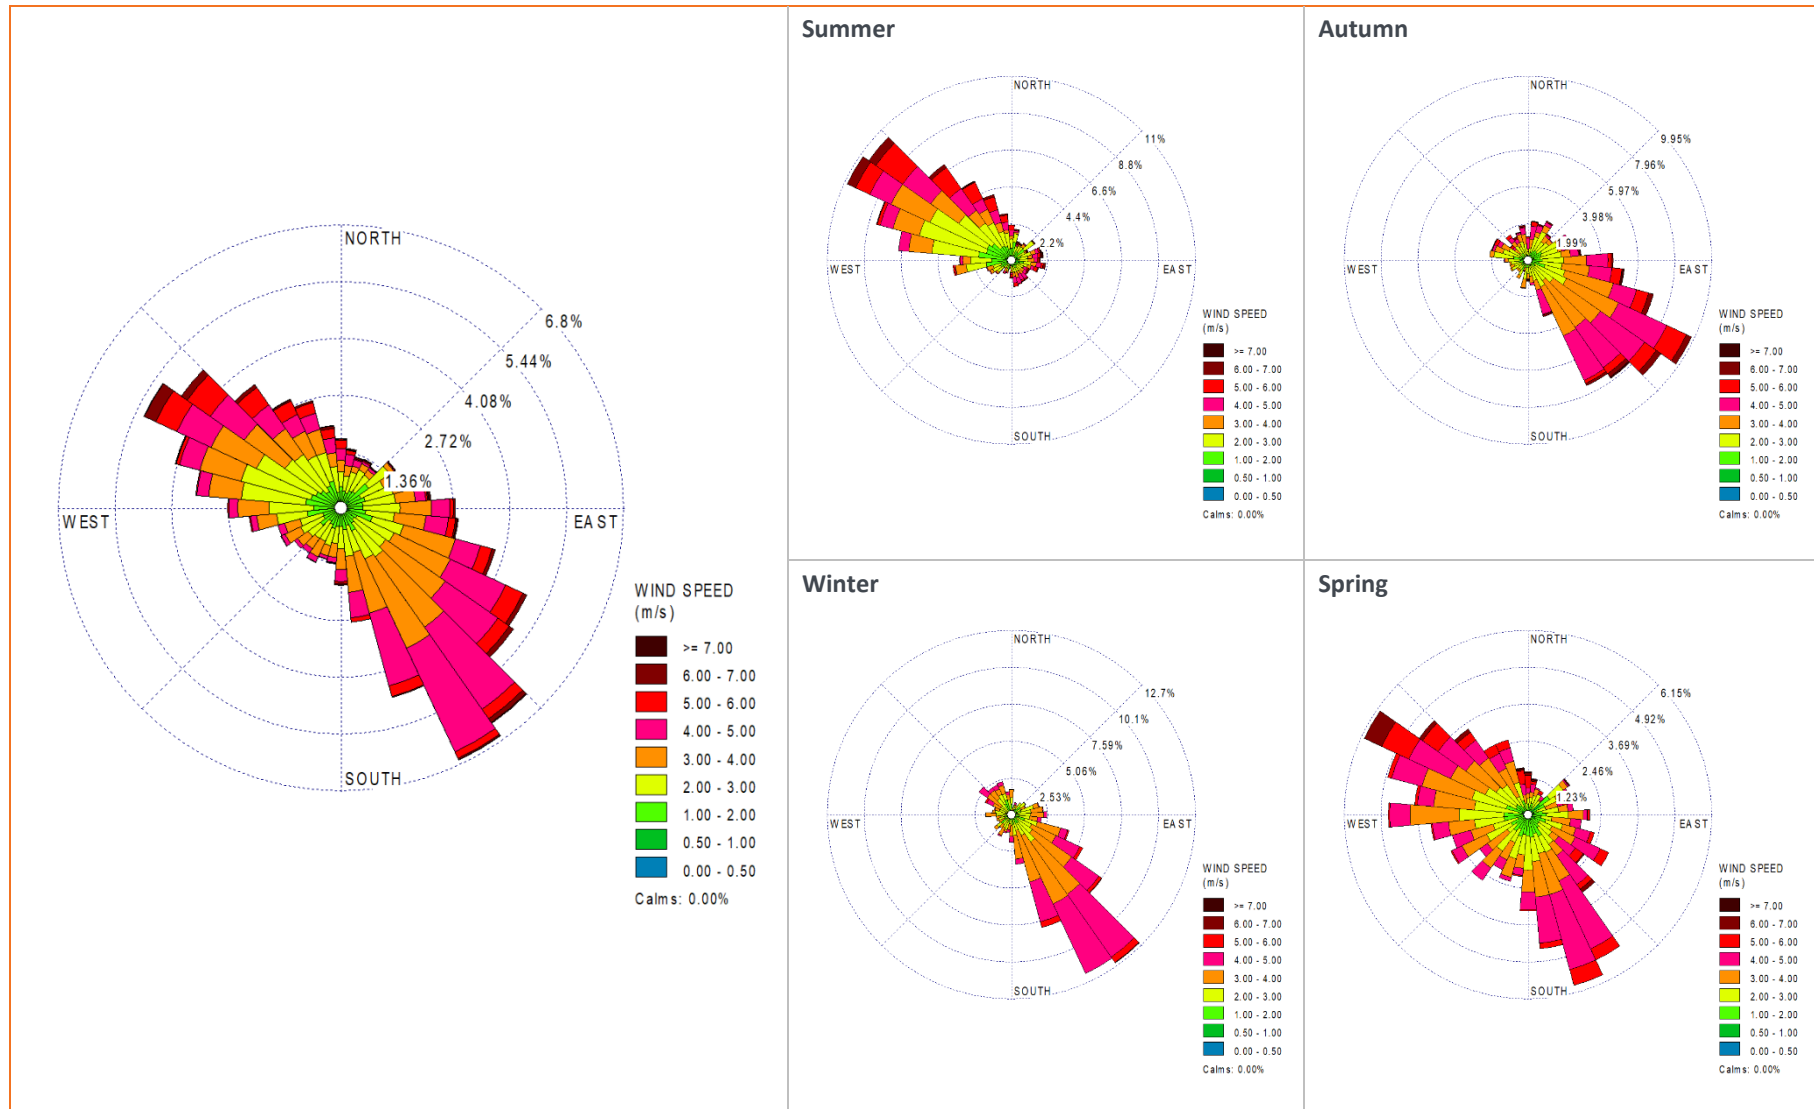 NORTH
6.8%
5.44%
4.08%
2.72%
1.36%
WEST
EAST
SOUTH
WIND SPEED
(m/s)
>= 7.00
6.00 - 7.00
5.00 - 6.00
4.00 - 5.00
3.00 - 4.00
2.00 - 3.00
1.00 - 2.00
0.50 - 1.00
0.00 - 0.50
Calms: 0.00%
Summer
NORTH
11%
8.8%
6.6%
4.4%
2.2%
WEST
EAST
SOUTH
WIND SPEED
(m/s)
>= 7.00
6.00 - 7.00
5.00 - 6.00
4.00 - 5.00
3.00 - 4.00
2.00 - 3.00
1.00 - 2.00
0.50 - 1.00
0.00 - 0.50
Calms: 0.00%
Autumn
NORTH
9.95%
7.96%
5.97%
3.98%
1.99%
WEST
EAST
SOUTH
WIND SPEED
(m/s)
>= 7.00
6.00 - 7.00
5.00 - 6.00
4.00 - 5.00
3.00 - 4.00
2.00 - 3.00
1.00 - 2.00
0.50 - 1.00
0.00 - 0.50
Calms: 0.00%
Winter
NORTH
12.7%
10.1%
7.59%
5.06%
2.53%
WEST
EAST
SOUTH
WIND SPEED
(m/s)
>= 7.00
6.00 - 7.00
5.00 - 6.00
4.00 - 5.00
3.00 - 4.00
2.00 - 3.00
1.00 - 2.00
0.50 - 1.00
0.00 - 0.50
Calms: 0.00%
Spring
NORTH
6.15%
4.92%
3.69%
2.46%
1.23%
WEST
EAST
SOUTH
WIND SPEED
(m/s)
>= 7.00
6.00 - 7.00
5.00 - 6.00
4.00 - 5.00
3.00 - 4.00
2.00 - 3.00
1.00 - 2.00
0.50 - 1.00
0.00 - 0.50
Calms: 0.00%